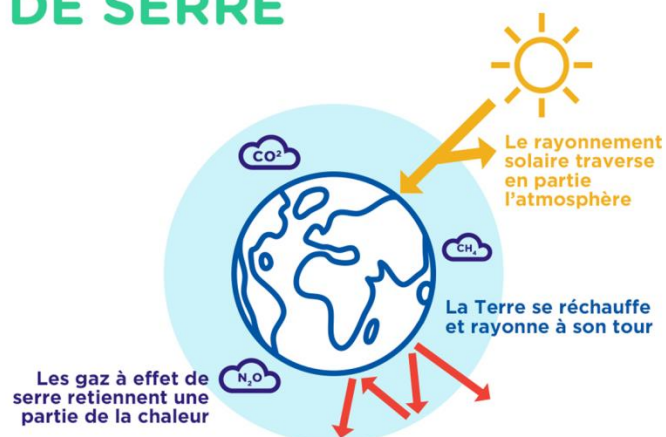 DE SERRE
CO²
Le rayonnement
solaire traverse
en partie
l'atmosphère
CH₄
La Terre se réchauffe
et rayonne à son tour
N₂O
Les gaz à effet de
serre retiennent une
partie de la chaleur